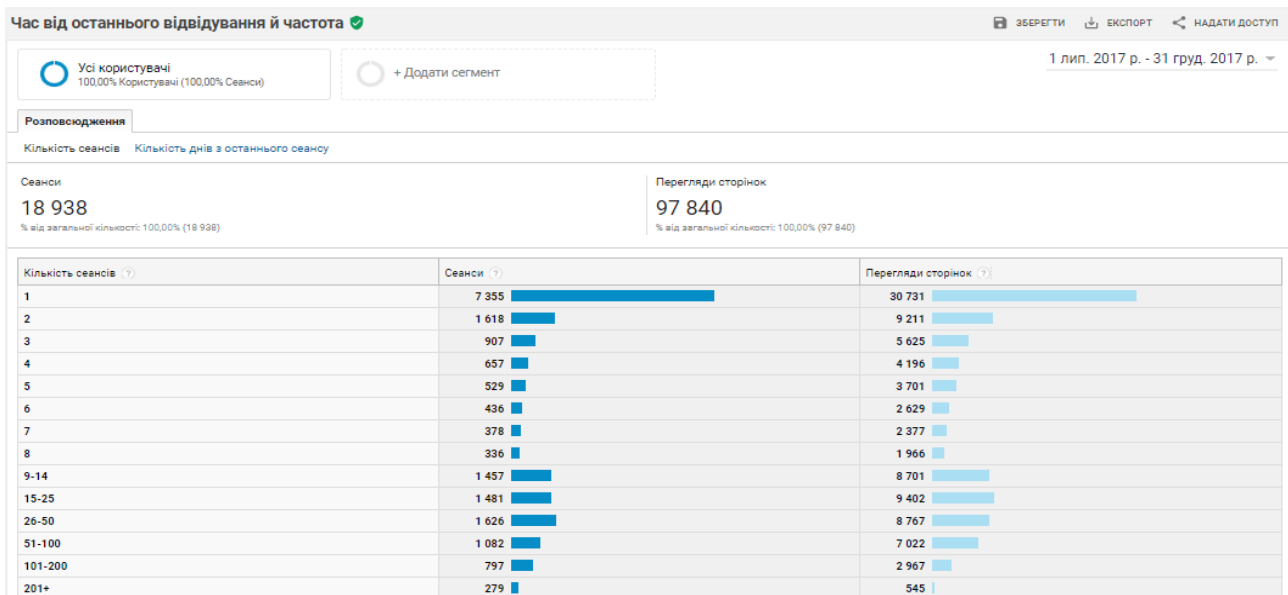 Час від останнього відвідування й частота
ЗБЕРЕГТИ ЕКСПОРТ НАДАТИ ДОСТУП
Усі користувачі
100,00% Користувачі (100,00% Сеанси)
+ Додати сегмент
1 лип. 2017 р. - 31 груд. 2017 р.
Розповсюдження
Кількість сеансів Кількість днів з останнього сеансу
Сеанси Перегляди сторінок
18 938 97 840
% від загальної кількості: 100,00% (18 938) % від загальної кількості: 100,00% (97 840)
Кількість сеансів ? Сеанси ? Перегляди сторінок ?
1 7 355 30 731
2 1 618 9 211
3 907 5 625
4 657 4 196
5 529 3 701
6 436 2 629
7 378 2 377
8 336 1 966
9-14 1 457 8 701
15-25 1 481 9 402
26-50 1 626 8 767
51-100 1 082 7 022
101-200 797 2 967
201+ 279 545